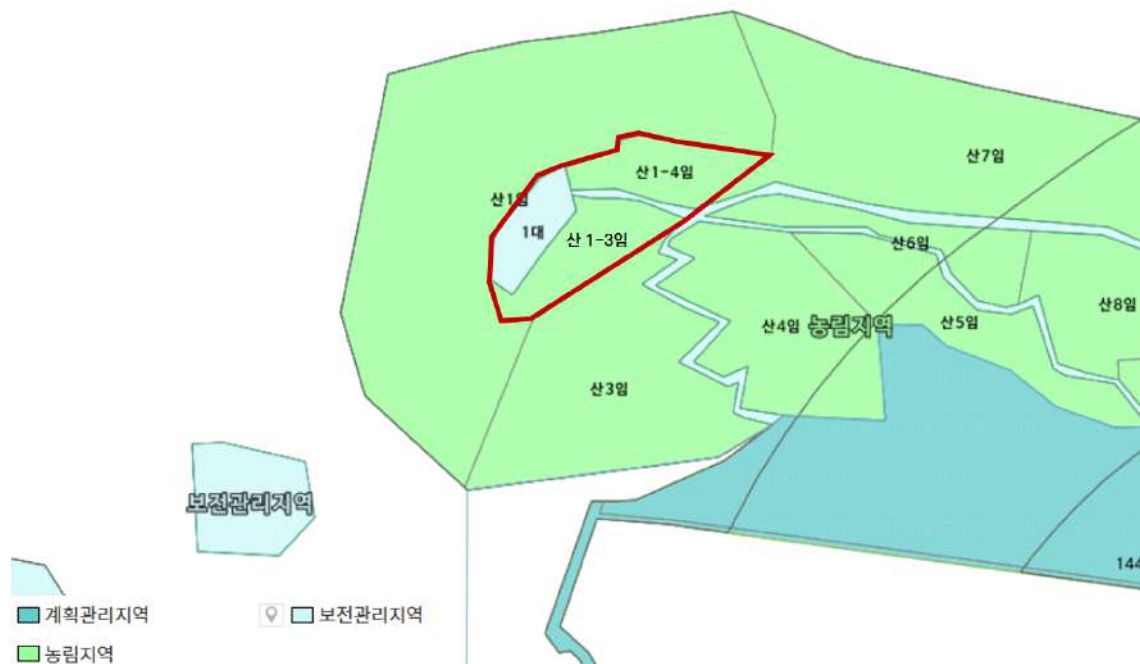 산7임
산1-4임
산1임
1대
산 1-3임
산6임
산8임
산4임
농림지역
산5임
산3임
보전관리지역
144
계획관리지역
보전관리지역
농림지역